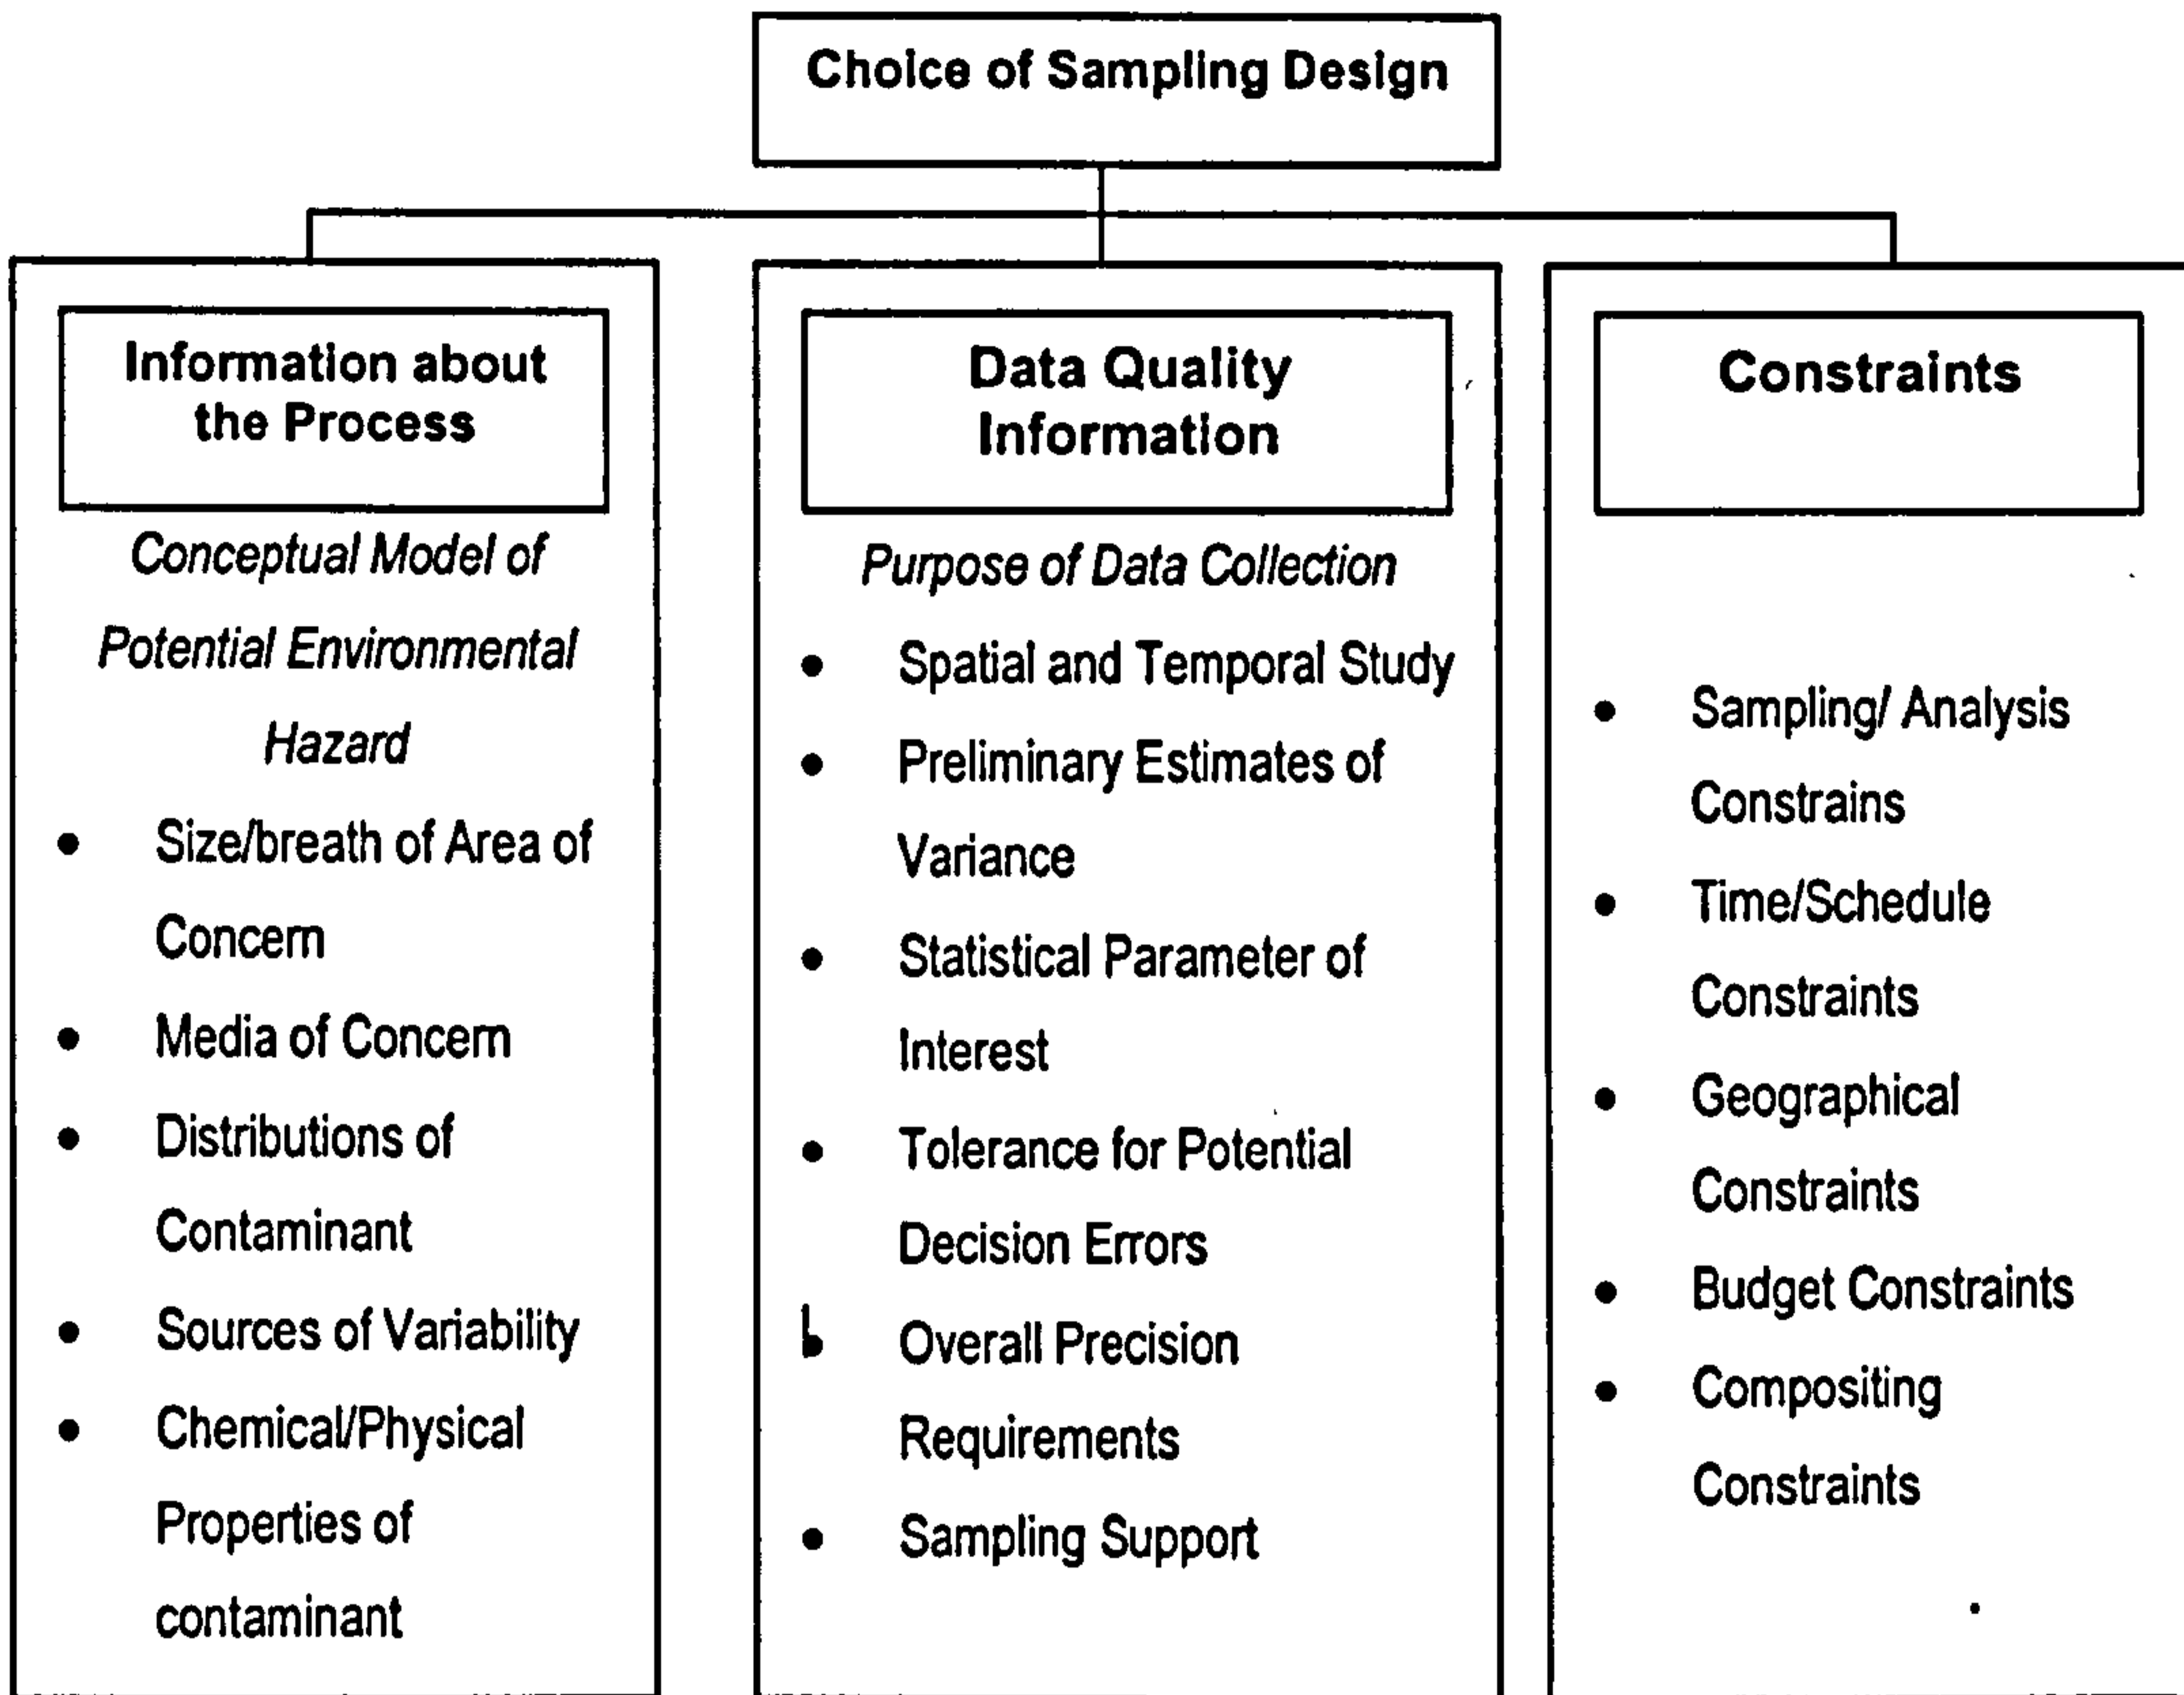 Choice of Sampling Design
Information about
the Process
Conceptual Model of
Potential Environmental
Hazard
• Size/breath of Area of
Concern
• Media of Concern
• Distributions of
Contaminant
• Sources of Variability
• Chemical/Physical
Properties of
contaminant
Data Quality
Information
Purpose of Data Collection
• Spatial and Temporal Study
• Preliminary Estimates of
Variance
• Statistical Parameter of
Interest
• Tolerance for Potential
Decision Errors
• Overall Precision
Requirements
• Sampling Support
Constraints
• Sampling/ Analysis
Constrains
• Time/Schedule
Constraints
• Geographical
Constraints
• Budget Constraints
• Compositing
Constraints